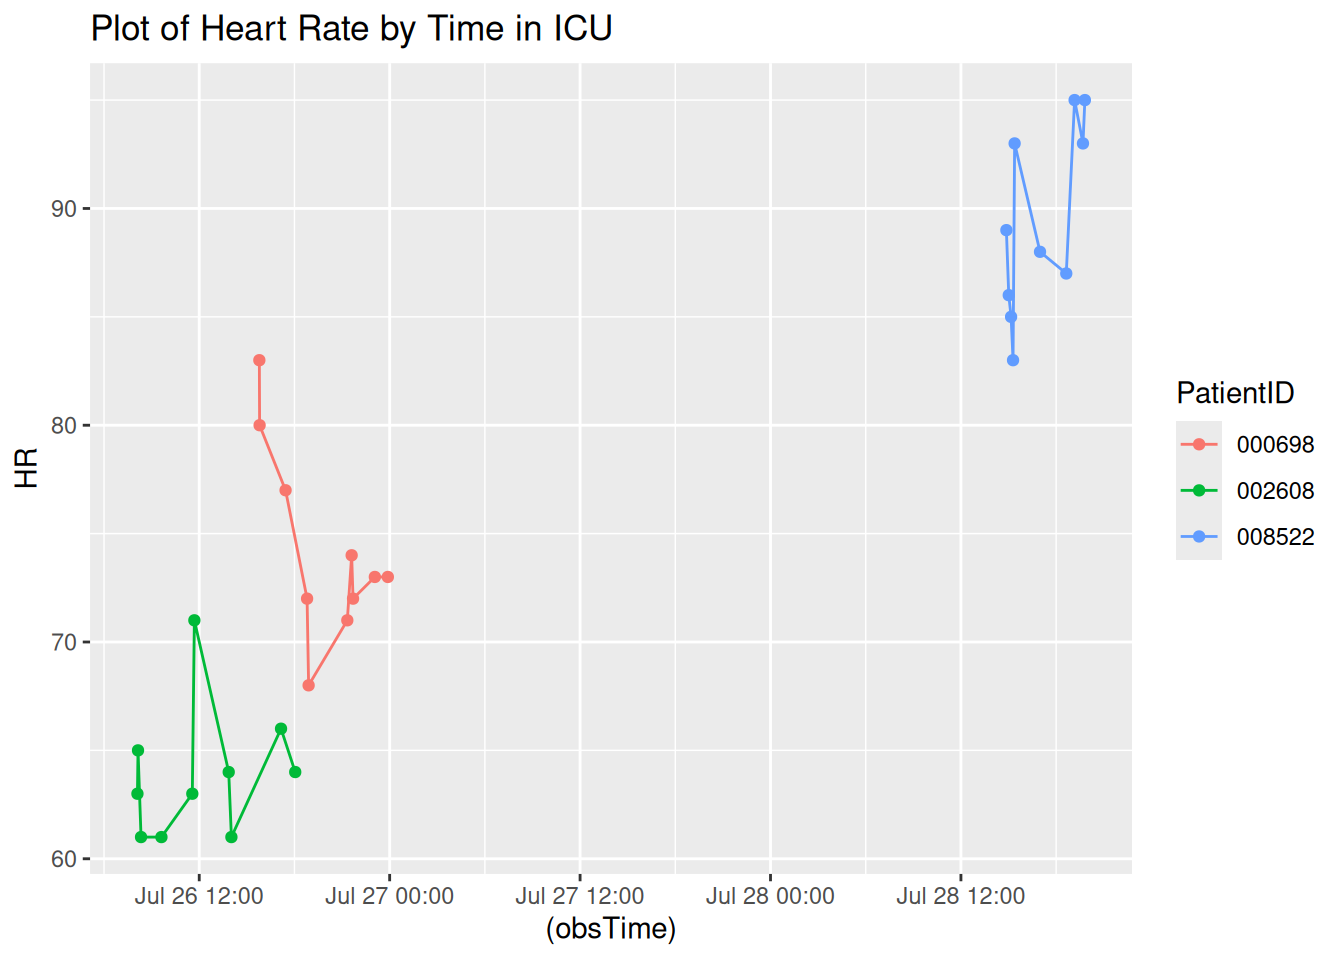 Plot of Heart Rate by Time in ICU
HR
90
80
70
60
Jul 26 12:00
Jul 27 00:00
Jul 27 12:00
Jul 28 00:00
Jul 28 12:00
(obsTime)
PatientID
000698
002608
008522